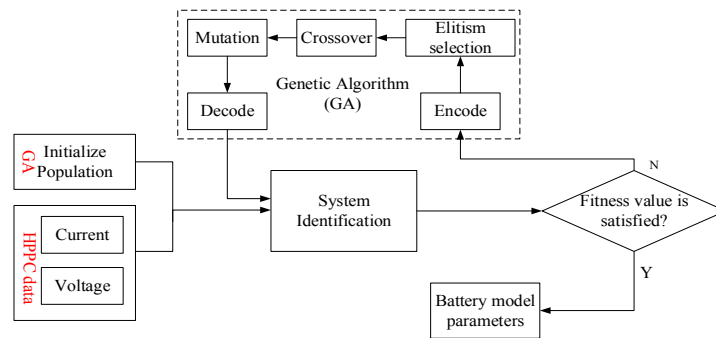 Mutation
Crossover
Elitism
selection
Genetic Algorithm
(GA)
Decode
Encode
GA
Initialize
Population
N
System
Identification
Fitness value is
satisfied?
HPPC data
Current
Voltage
Y
Battery model
parameters